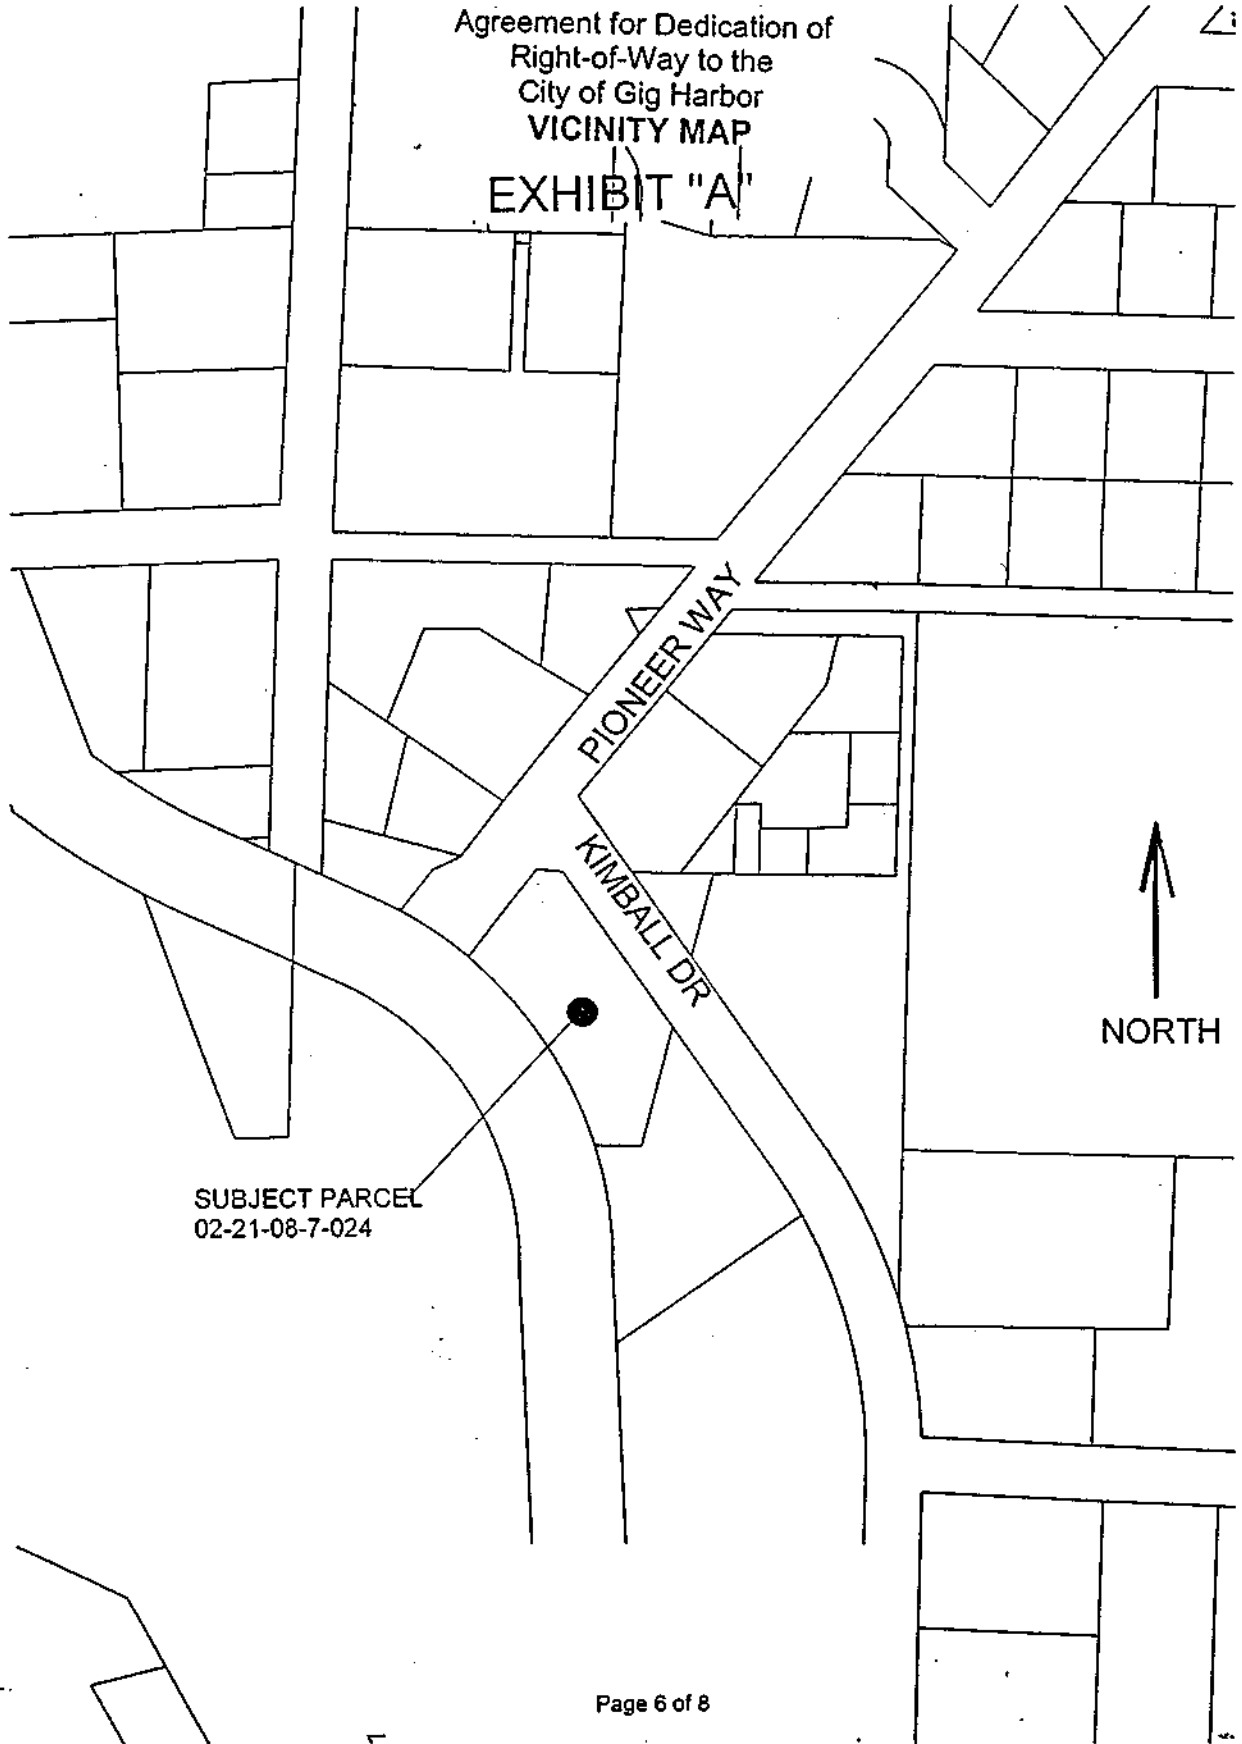 Agreement for Dedication of
Right-of-Way to the
City of Gig Harbor
VICINITY MAP
EXHIBIT "A"
PIONEER WAY
KIMBALL DR
NORTH
SUBJECT PARCEL
02-21-08-7-024
Page 6 of 8